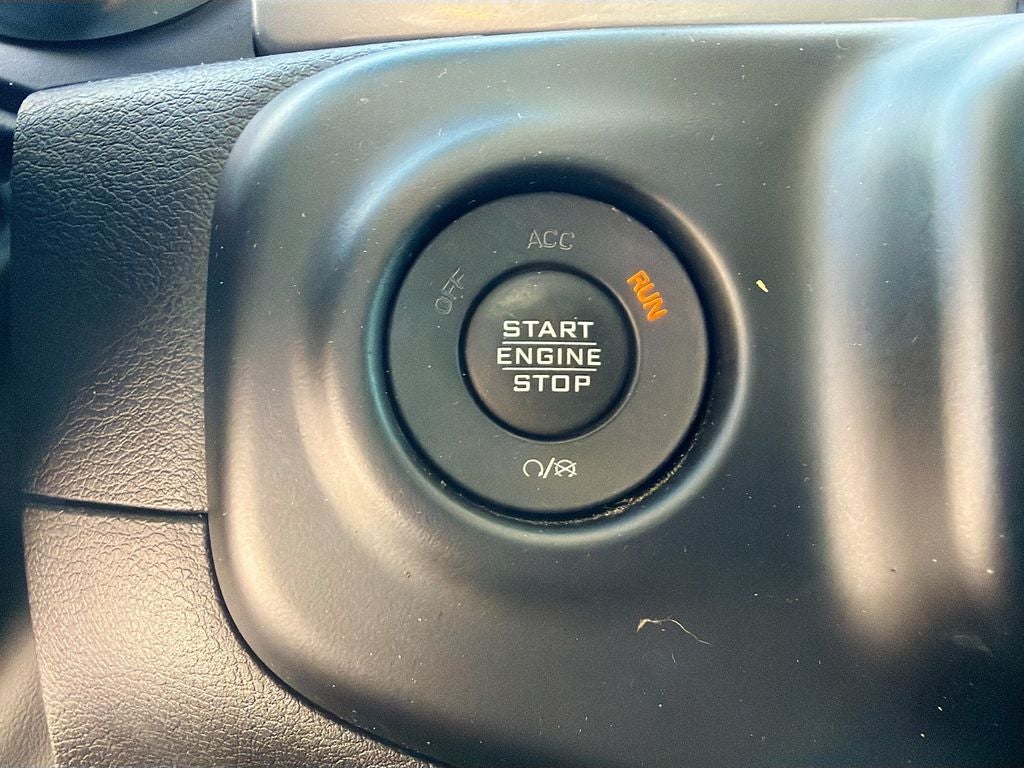 ACC
OFF
RUN
START
ENGINE
STOP